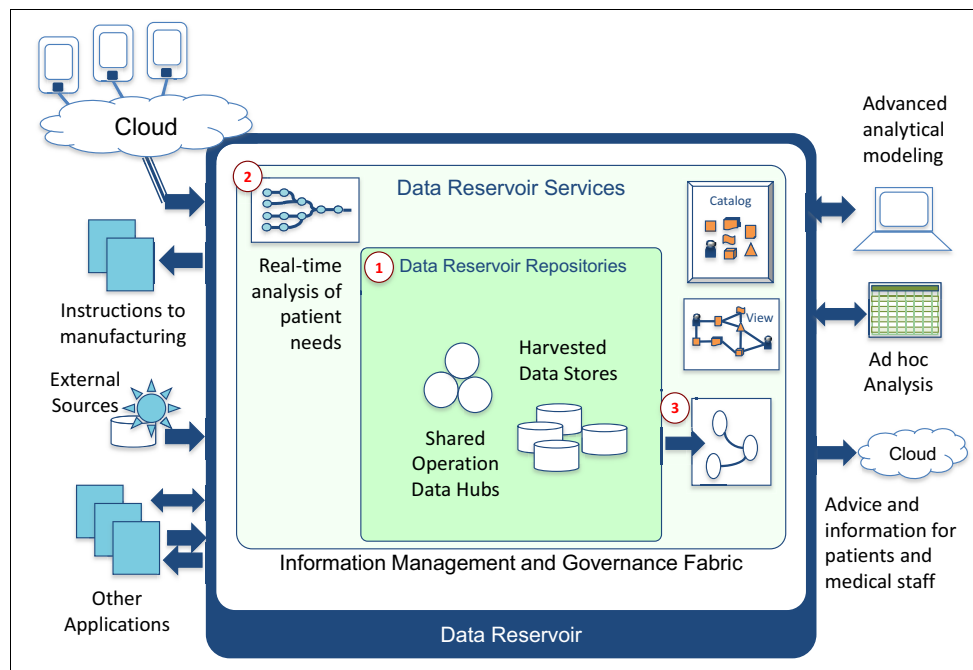 Cloud
Advanced
analytical
modeling
2
Data Reservoir Services
Catalog
Real-time
analysis of
patient
needs
1
Data Reservoir Repositories
Instructions to
manufacturing
View
Ad hoc
Analysis
External
Sources
Harvested
Data Stores
3
Shared
Operation
Data Hubs
Cloud
Advice and
information for
patients and
medical staff
Information Management and Governance Fabric
Other
Applications
Data Reservoir